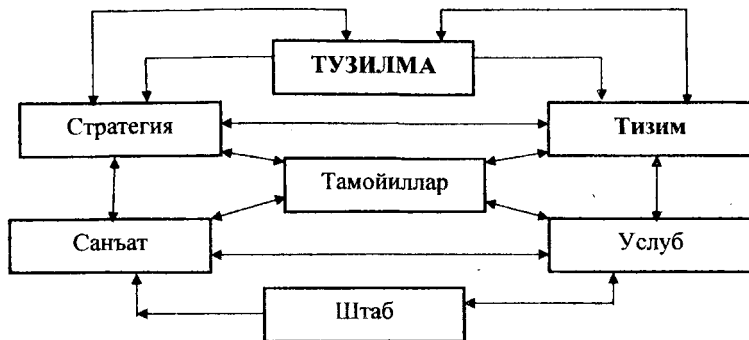 ТУЗИЛМА
Стратегия
Тизим
Тамойиллар
Санъат
Услуб
Штаб